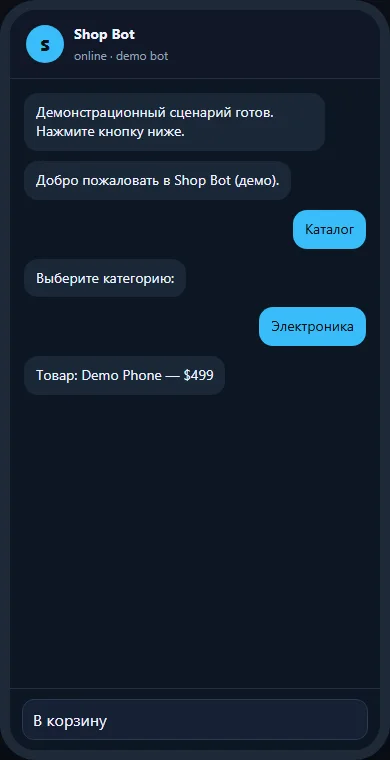 s
Shop Bot
online · demo bot
Демонстрационный сценарий готов.
Нажмите кнопку ниже.
Добро пожаловать в Shop Bot (демо).
Каталог
Выберите категорию:
Электроника
Товар: Demo Phone — $499
В корзину